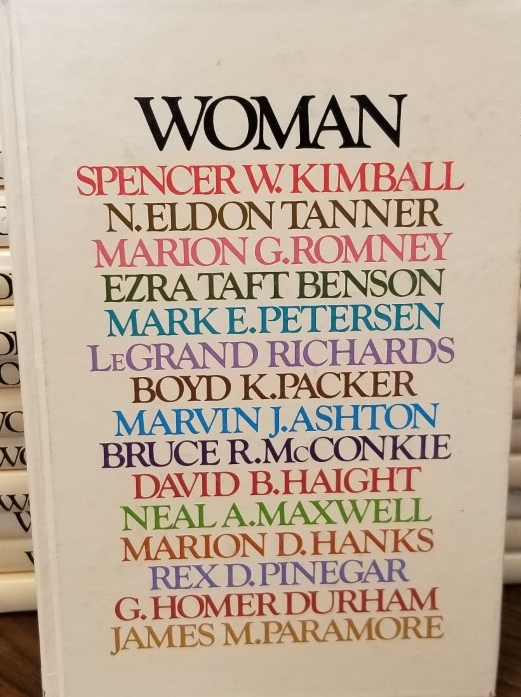 WOMAN
SPENCER W. KIMBALL
N. ELDON TANNER
MARION G. ROMNEY
EZRA TAFT BENSON
MARK E. PETERSEN
LeGRAND RICHARDS
BOYD K. PACKER
MARVIN J. ASHTON
BRUCE R. McCONKIE
DAVID B. HAIGHT
NEAL A. MAXWELL
MARION D. HANKS
REX D. PINEGAR
G. HOMER DURHAM
JAMES M. PARAMORE